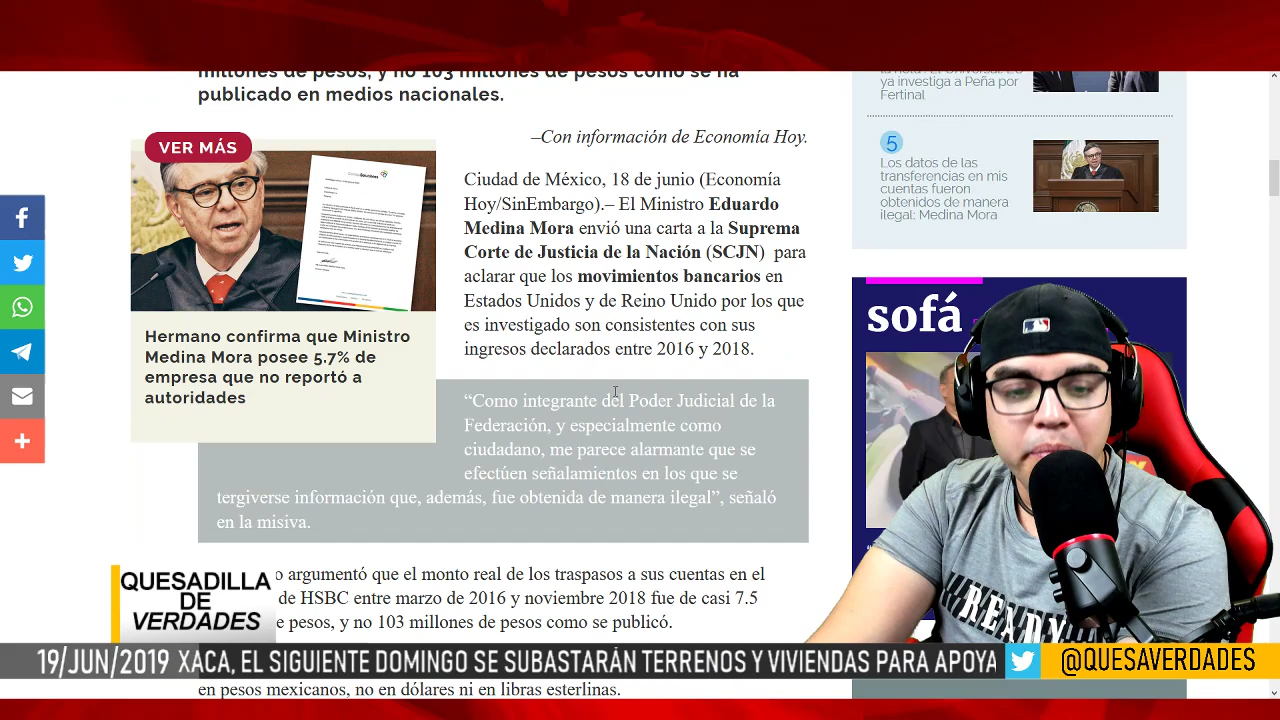 millones de pesos, y no 103 millones de pesos como se ha
publicado en medios nacionales.
–Con información de Economía Hoy.
VER MÁS
Hermano confirma que Ministro
Medina Mora posee 5.7% de
empresa que no reportó a
autoridades
Ciudad de México, 18 de junio (Economía
Hoy/SinEmbargo).– El Ministro Eduardo
Medina Mora envió una carta a la Suprema
Corte de Justicia de la Nación (SCJN) para
aclarar que los movimientos bancarios en
Estados Unidos y de Reino Unido por los que
es investigado son consistentes con sus
ingresos declarados entre 2016 y 2018.
“Como integrante del Poder Judicial de la
Federación, y especialmente como
ciudadano, me parece alarmante que se
efectúen señalamientos en los que se
tergiverse información que, además, fue obtenida de manera ilegal”, señaló
en la misiva.
o argumentó que el monto real de los traspasos a sus cuentas en el
de HSBC entre marzo de 2016 y noviembre 2018 fue de casi 7.5
e pesos, y no 103 millones de pesos como se publicó.
en pesos mexicanos, no en dólares ni en libras esterlinas.
ya investiga a Peña por
Fertinal
5
Los datos de las
transferencias en mis
cuentas fueron
obtenidos de manera
ilegal: Medina Mora
sofá
READY
QUESADILLA
DE
VERDADES
19/JUN/2019 XACA, EL SIGUIENTE DOMINGO SE SUBASTARÁN TERRENOS Y VIVIENDAS PARA APOYA
@QUESAVERDADES